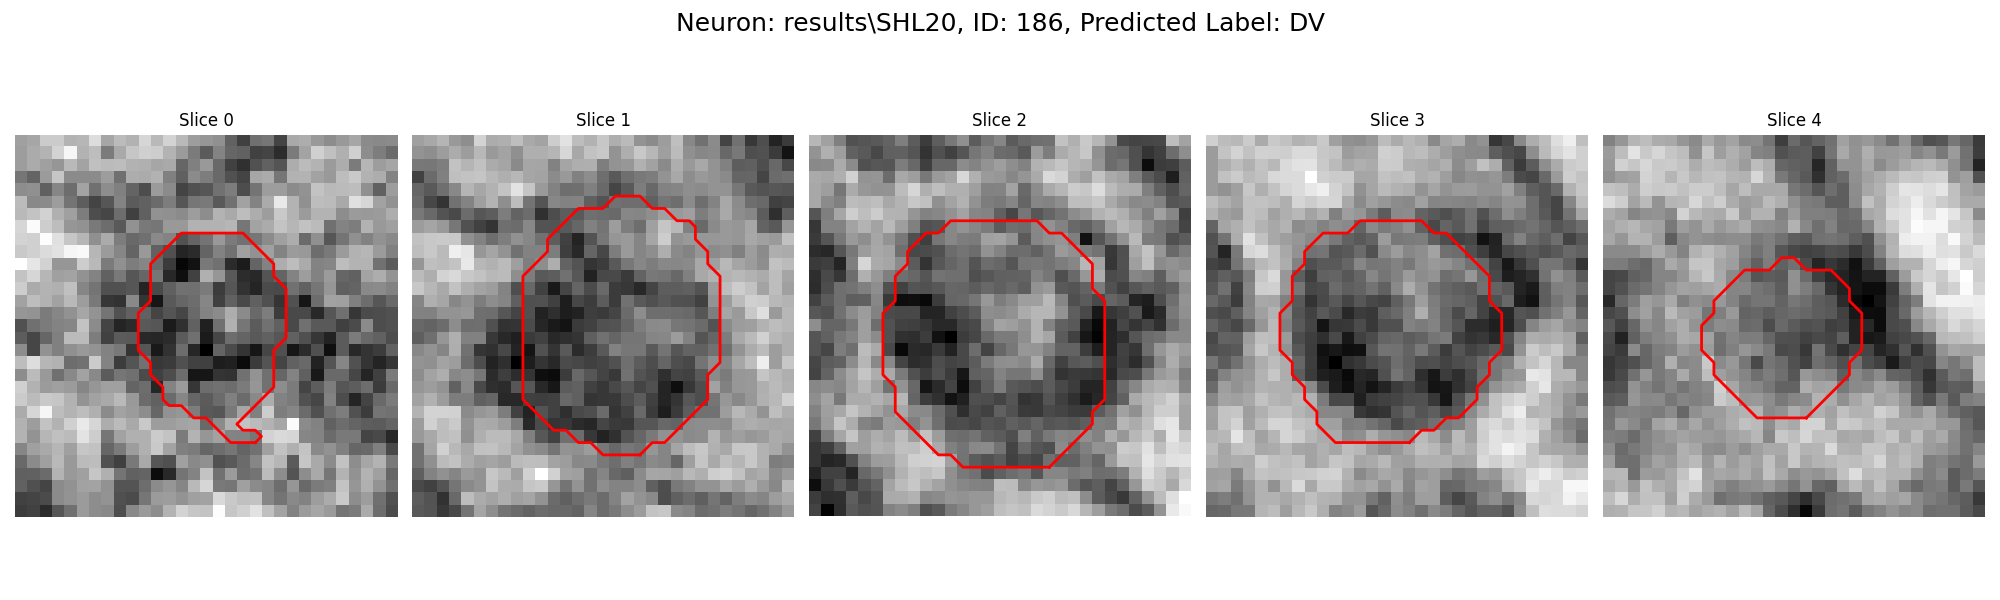 Neuron: results\SHL20, ID: 186, Predicted Label: DV
Slice 0
Slice 1
Slice 2
Slice 3
Slice 4